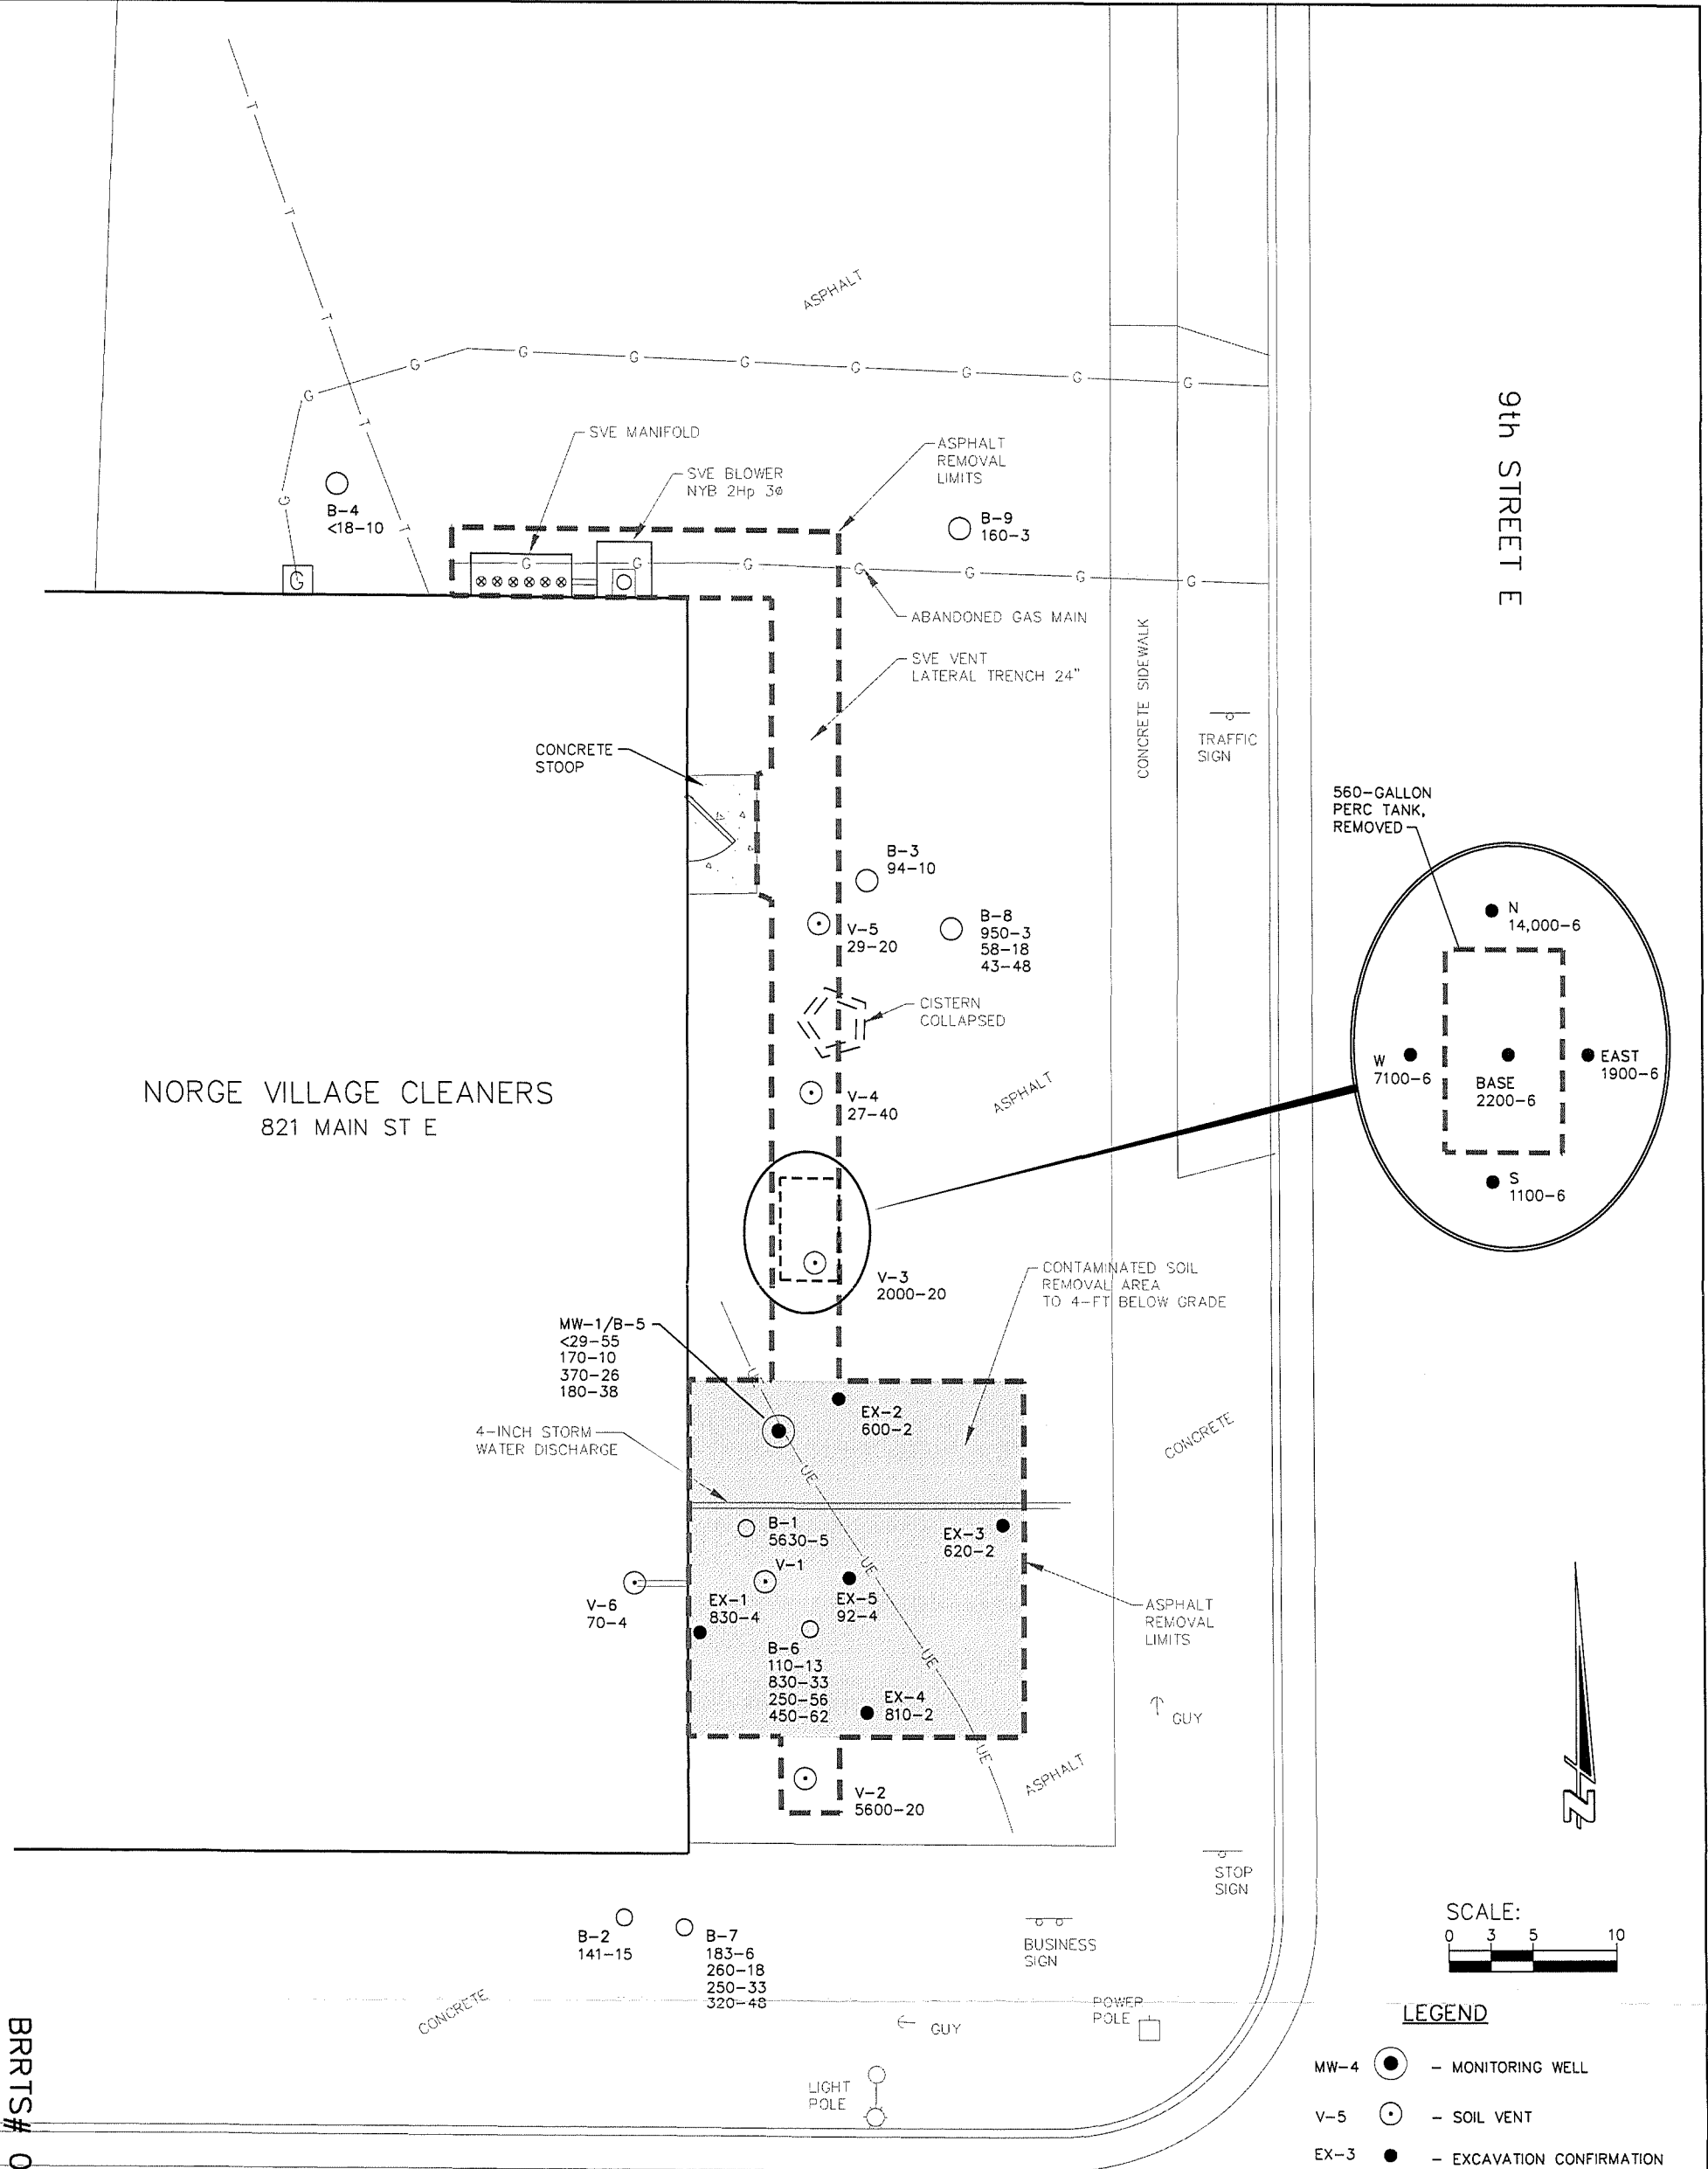 T
T
T
T
T
ASPHALT
G
G
G
G
G
G
G
G
G
G
SVE MANIFOLD
SVE BLOWER
NYB 2Hp 3ø
ASPHALT
REMOVAL
LIMITS
B-4
<18-10
B-9
160-3
G
G
G
G
G
G
G
G
ABANDONED GAS MAIN
SVE VENT
LATERAL TRENCH 24"
CONCRETE SIDEWALK
9th STREET E
TRAFFIC
SIGN
CONCRETE
STOOP
560-GALLON
PERC TANK,
REMOVED
B-3
94-10
V-5
29-20
B-8
950-3
58-18
43-48
N
14,000-6
CISTERN
COLLAPSED
W
7100-6
BASE
2200-6
EAST
1900-6
S
1100-6
NORGE VILLAGE CLEANERS
821 MAIN ST E
V-4
27-40
ASPHALT
V-3
2000-20
CONTAMINATED SOIL
REMOVAL AREA
TO 4-FT BELOW GRADE
MW-1/B-5
<29-55
170-10
370-26
180-38
UE
EX-2
600-2
4-INCH STORM
WATER DISCHARGE
CONCRETE
UE
B-1
5630-5
EX-3
620-2
V-1
UE
V-6
70-4
EX-1
830-4
EX-5
92-4
ASPHALT
REMOVAL
LIMITS
B-6
110-13
830-33
250-56
450-62
UE
EX-4
810-2
GUY
UE
ASPHALT
V-2
5600-20
N
STOP
SIGN
B-2
141-15
B-7
183-6
260-18
250-33
320-48
BUSINESS
SIGN
SCALE:
0 3 5 10
CONCRETE
GUY
POWER
POLE
LIGHT
POLE
LEGEND
MW-4 - MONITORING WELL
V-5 - SOIL VENT
EX-3 - EXCAVATION CONFIRMATION
BRRTS# 0